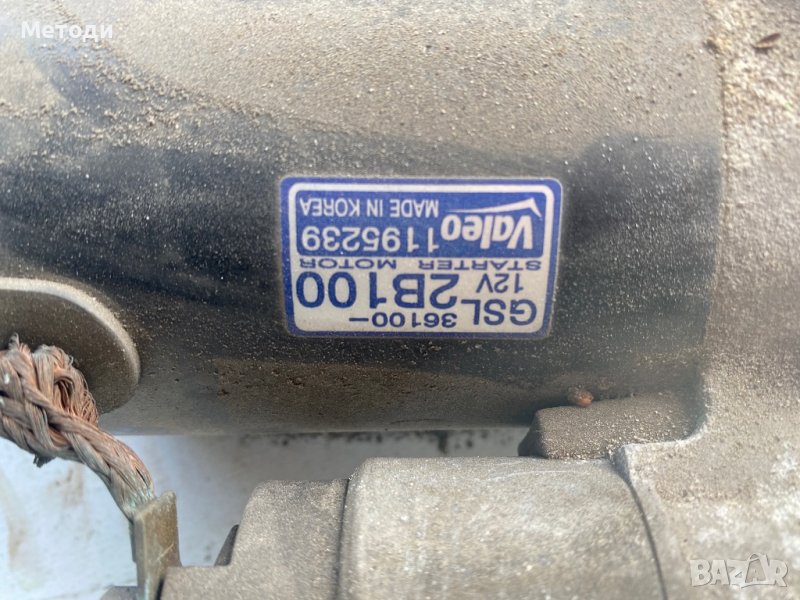 Методи
Valeo MADE IN KOREA
1195239
STARTER MOTOR
12V
36100-
GSL 2B100
BAZAR